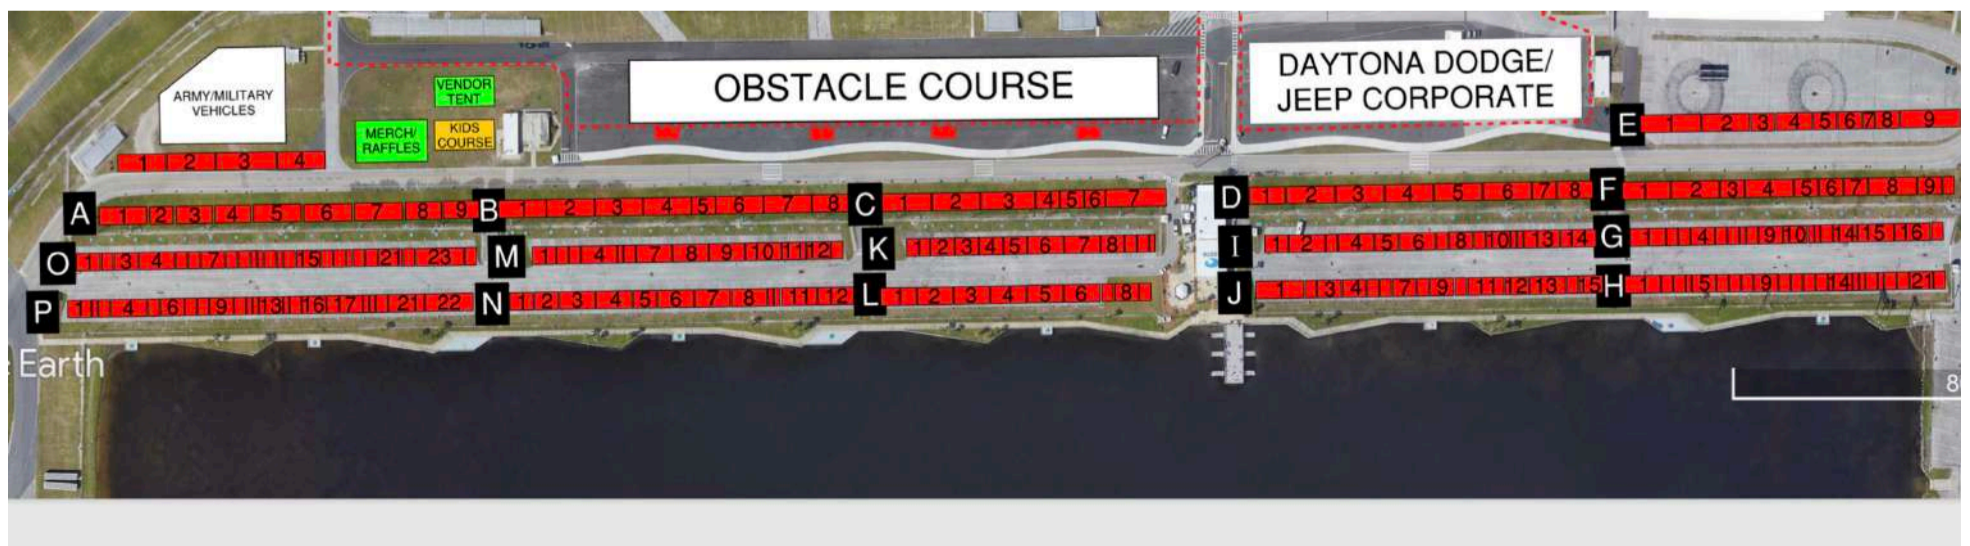 ARMY/MILITARY
VEHICLES
VENDOR
TENT
MERCH/
RAFFLES
KIDS
COURSE
OBSTACLE COURSE
DAYTONA DODGE/
JEEP CORPORATE
E 1 2 3 4 5 6 7 8 9
1 2 3 4
A 1 2 3 4 5 6 7 8 9
B 1 2 3 4 5 6 7 8
C 1 2 3 4 5 6 7
D 1 2 3 4 5 6 7 8
F 1 2 3 4 5 6 7 8 9
O 1 3 4 7 15 21 23
M 1 4 7 8 9 10 11 12
K 1 2 3 4 5 6 7 8
I 1 2 4 5 6 8 10 13 14
G 1 4 9 10 14 15 16
P 1 4 6 9 13 16 17 21 22
N 1 2 3 4 5 6 7 8 11 12
L 1 2 3 4 5 6 8
J 1 3 4 7 9 11 12 13 15
H 1 5 9 14 21
Earth
8